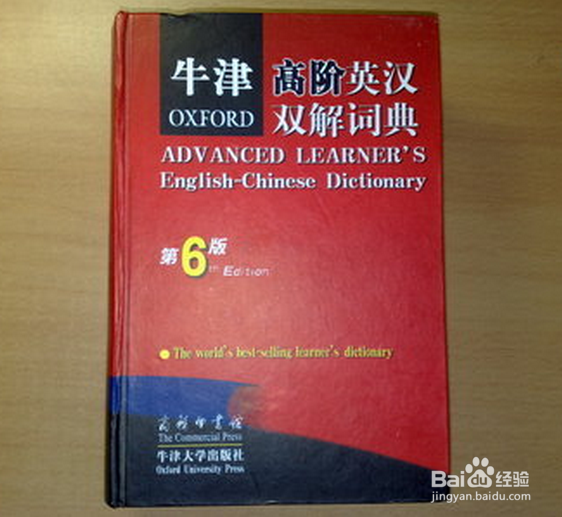 牛津 高阶英汉
OXFORD 双解词典
ADVANCED LEARNER'S
English-Chinese Dictionary
第6版
th Edition
The world's best-selling learner's dictionary
商务印书馆
The Commercial Press
牛津大学出版社
Oxford University Press
Bai du 经验
jingyan.baidu.com